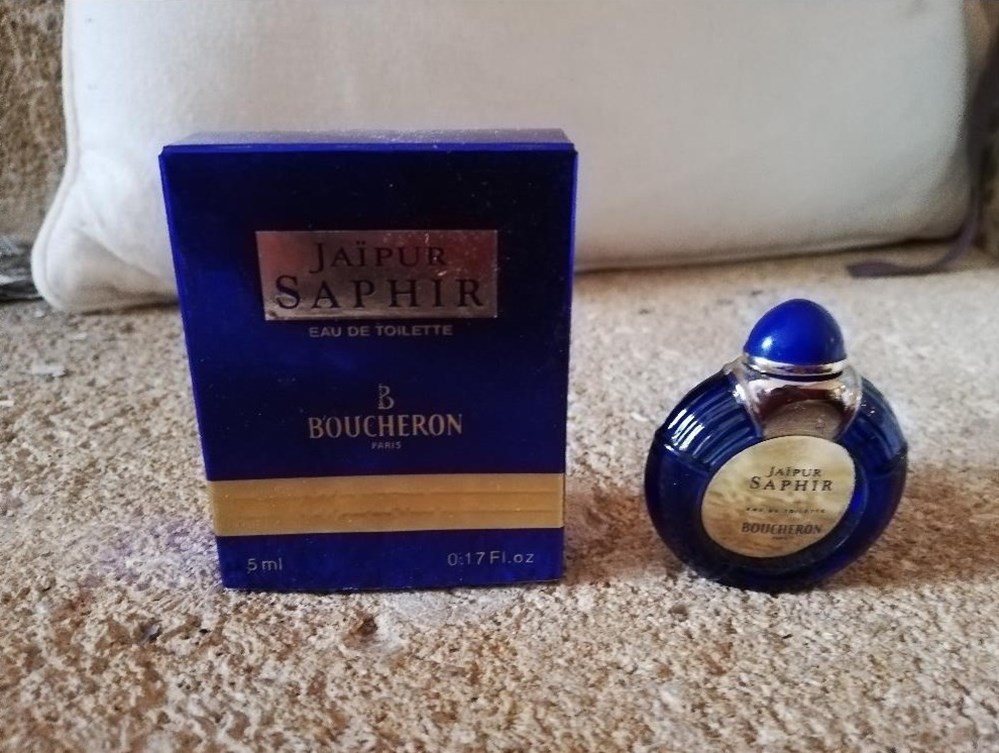 JAÏPUR
SAPHIR
EAU DE TOILETTE
B
BOUCHERON
PARIS
5 ml
0.17 Fl.oz
JAÏPUR
SAPHIR
EAU DE TOILETTE
BOUCHERON
PARIS